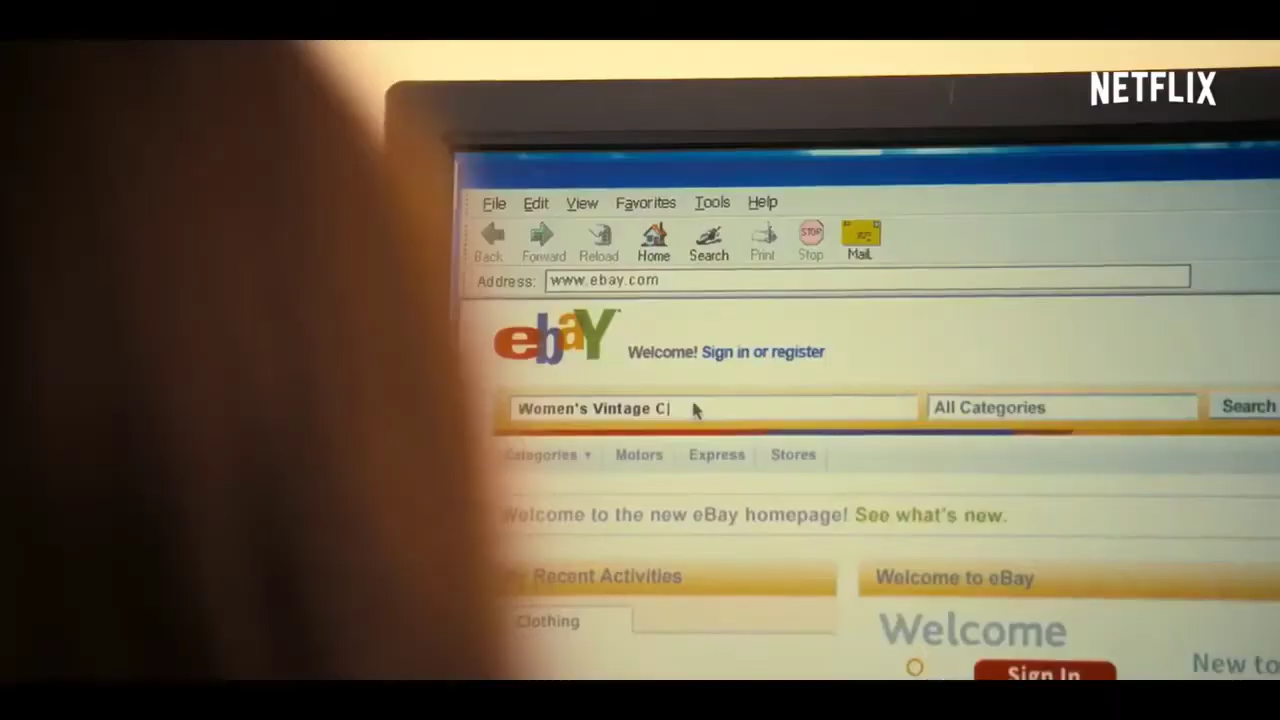 NETFLIX
File Edit View Favorites Tools Help
Back Forward Reload Home Search Print Stop Mail
STOP
Address: www.ebay.com
ebaY
Welcome! Sign in or register
Women's Vintage C All Categories Search
Categories Motors Express Stores
Welcome to the new eBay homepage! See what's new.
Recent Activities Welcome to eBay
Clothing
Welcome
New to
Sign In